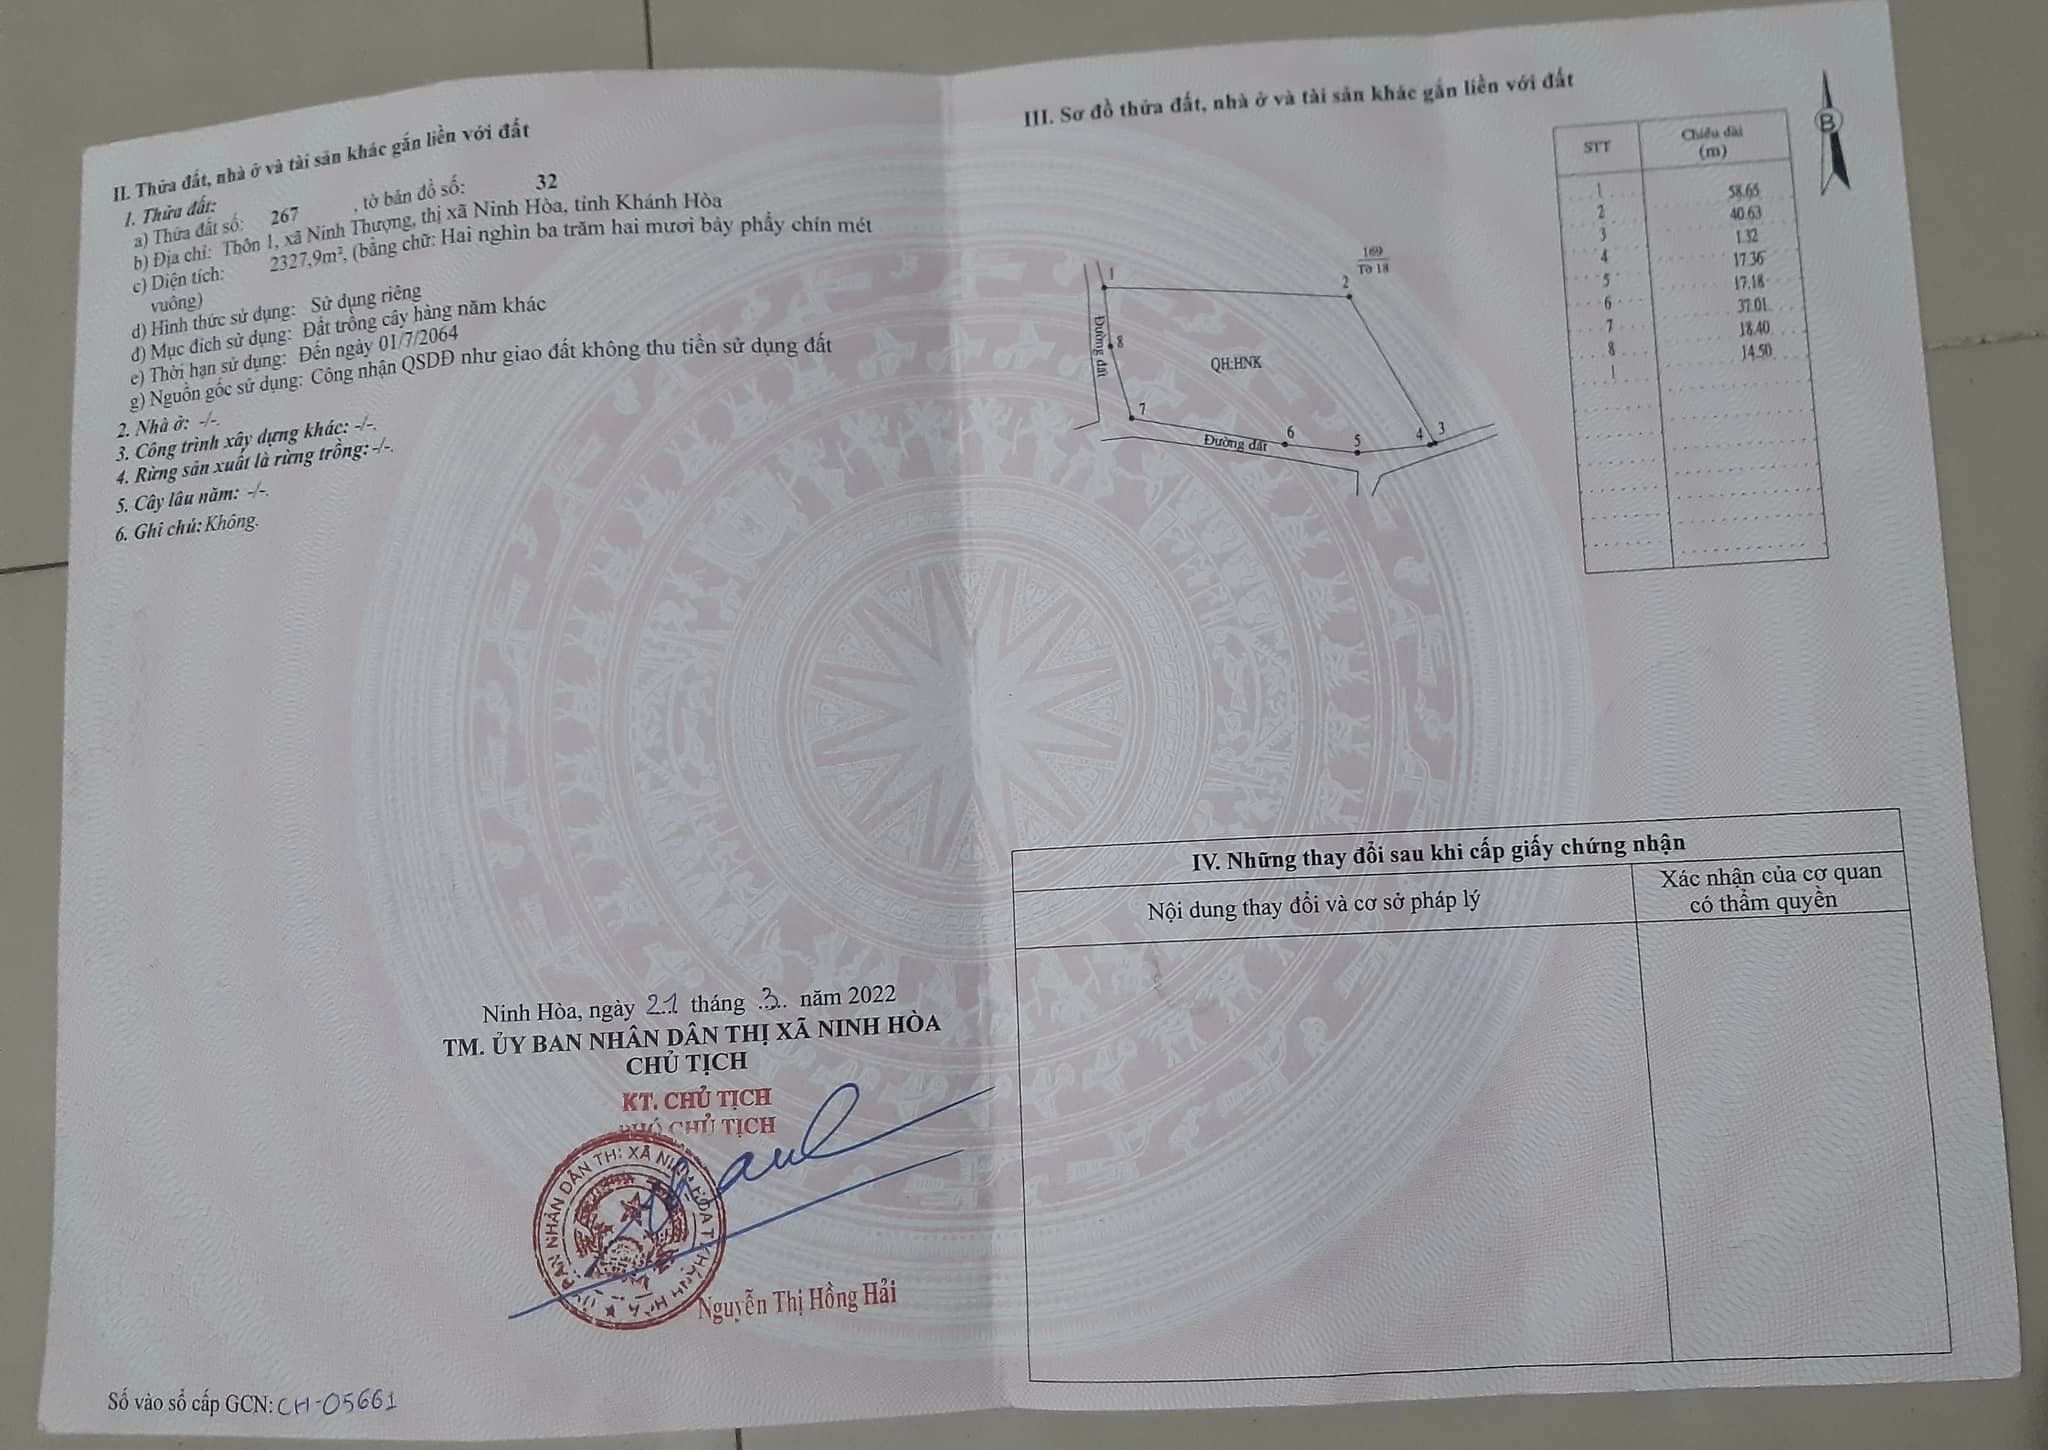 II. Thửa đất, nhà ở và tài sản khác gắn liền với đất
1. Thửa đất:
a) Thửa đất số: 267 , tờ bản đồ số: 32
b) Địa chỉ: Thôn 1, xã Ninh Thượng, thị xã Ninh Hòa, tỉnh Khánh Hòa
c) Diện tích: 2327,9m², (bằng chữ: Hai nghìn ba trăm hai mươi bảy phẩy chín mét
vuông)
d) Hình thức sử dụng: Sử dụng riêng
đ) Mục đích sử dụng: Đất trồng cây hàng năm khác
e) Thời hạn sử dụng: Đến ngày 01/7/2064
g) Nguồn gốc sử dụng: Công nhận QSDĐ như giao đất không thu tiền sử dụng đất
2. Nhà ở: -/-.
3. Công trình xây dựng khác: -/-.
4. Rừng sản xuất là rừng trồng: -/-.
5. Cây lâu năm: -/-.
6. Ghi chú: Không.
Ninh Hòa, ngày 21 tháng 3 năm 2022
TM. ỦY BAN NHÂN DÂN THỊ XÃ NINH HÒA
CHỦ TỊCH
KT. CHỦ TỊCH
PHÓ CHỦ TỊCH
Nguyễn Thị Hồng Hải
Số vào sổ cấp GCN: CH-05661
III. Sơ đồ thửa đất, nhà ở và tài sản khác gắn liền với đất
B
STT Chiều dài
(m)
1 58.65
2 40.63
3 1.32
4 17.36
5 17.18
6 37.01
7 18.40
8 14.50
1
169
Tờ 18
1
2
Đường đất
8
QH:HNK
7
Đường đất
6
5
4
3
IV. Những thay đổi sau khi cấp giấy chứng nhận
Nội dung thay đổi và cơ sở pháp lý
Xác nhận của cơ quan
có thẩm quyền